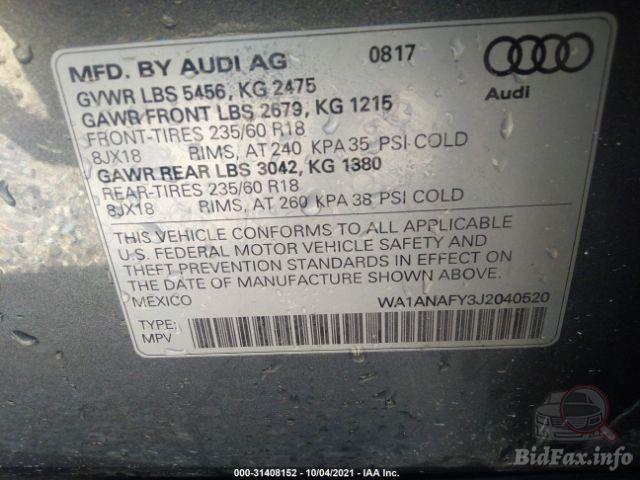 MFD. BY AUDI AG 0817
GVWR LBS 5456, KG 2475
GAWR FRONT LBS 2679, KG 1215
Audi
FRONT-TIRES 235/60 R18
8JX18 RIMS, AT 240 KPA 35 PSI COLD
GAWR REAR LBS 3042, KG 1380
REAR-TIRES 235/60 R18
8JX18 RIMS, AT 260 KPA 38 PSI COLD
THIS VEHICLE CONFORMS TO ALL APPLICABLE
U.S. FEDERAL MOTOR VEHICLE SAFETY AND
THEFT PREVENTION STANDARDS IN EFFECT ON
THE DATE OF MANUFACTURE SHOWN ABOVE.
MEXICO WA1ANAFY3J2040520
TYPE:
MPV
BidFax.info
000-31408152 - 10/04/2021 - IAA Inc.